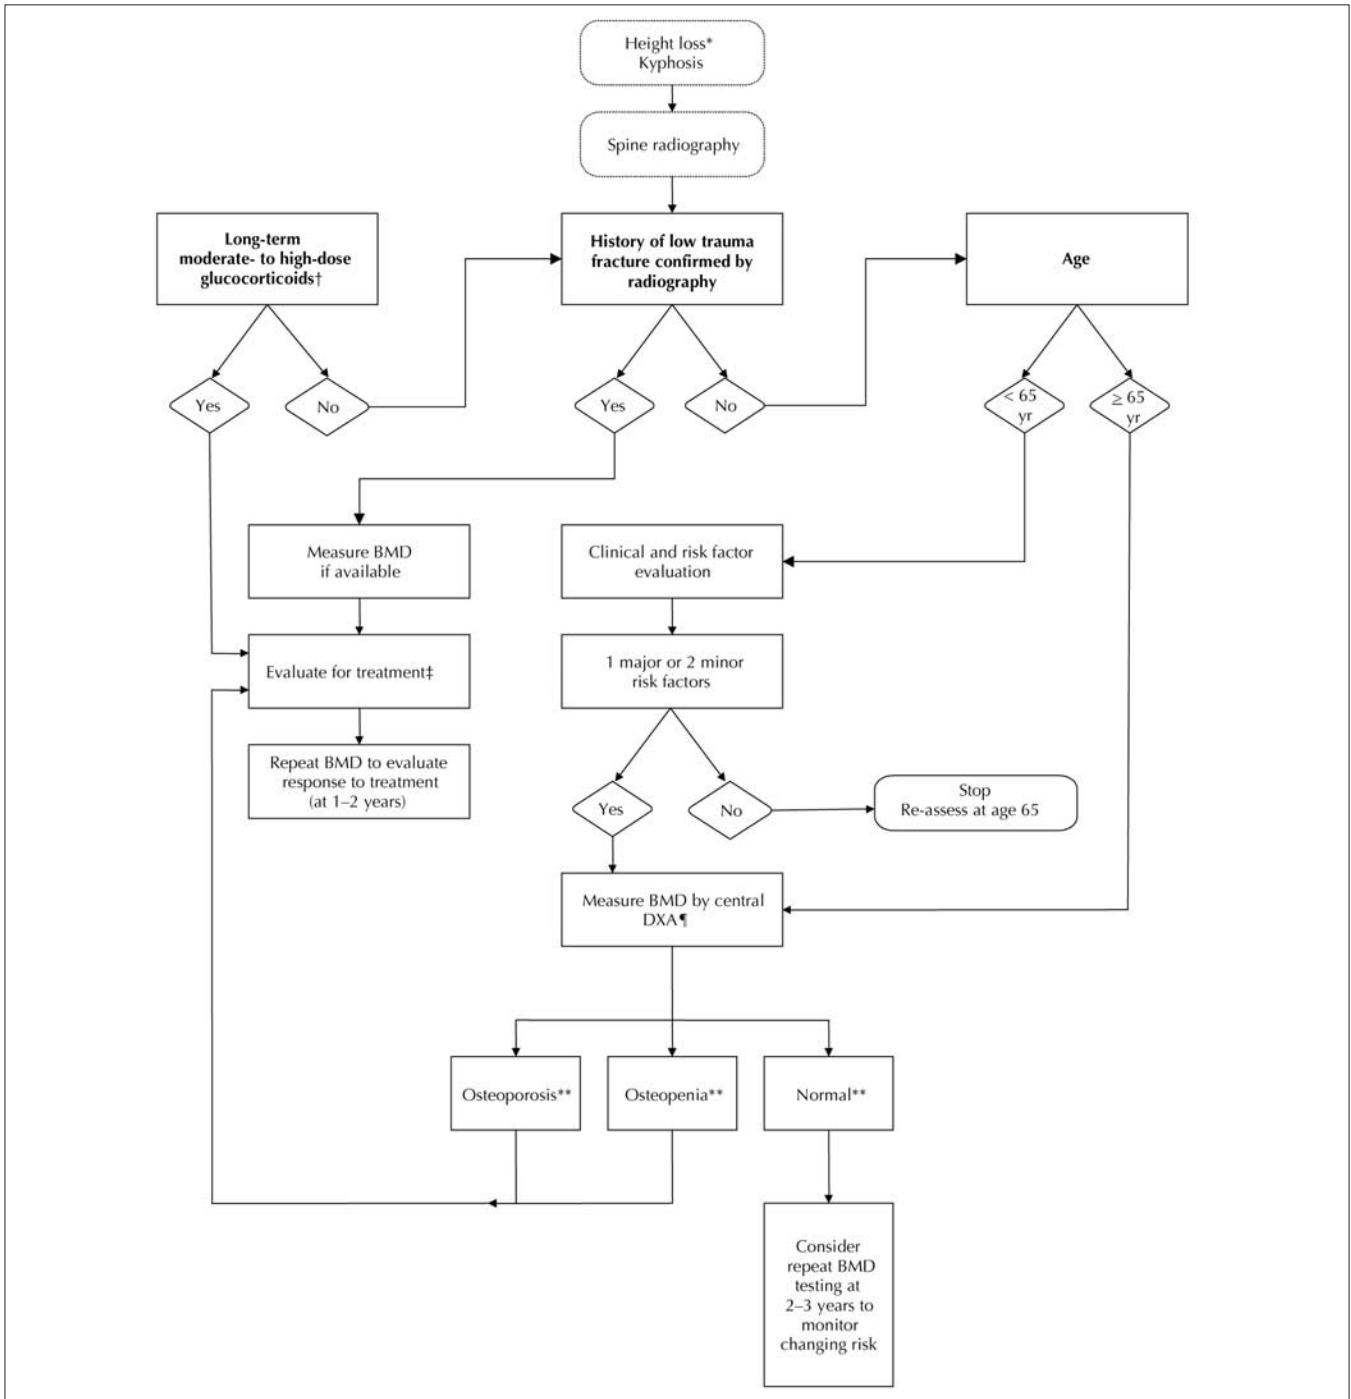 Height loss*
Kyphosis
Spine radiography
Long-term
moderate- to high-dose
glucocorticoids†
History of low trauma
fracture confirmed by
radiography
Age
Yes
No
Yes
No
< 65
yr
≥ 65
yr
Measure BMD
if available
Clinical and risk factor
evaluation
Evaluate for treatment‡
1 major or 2 minor
risk factors
Repeat BMD to evaluate
response to treatment
(at 1–2 years)
Yes
No
Stop
Re-assess at age 65
Measure BMD by central
DXA¶
Osteoporosis**
Osteopenia**
Normal**
Consider
repeat BMD
testing at
2–3 years to
monitor
changing risk